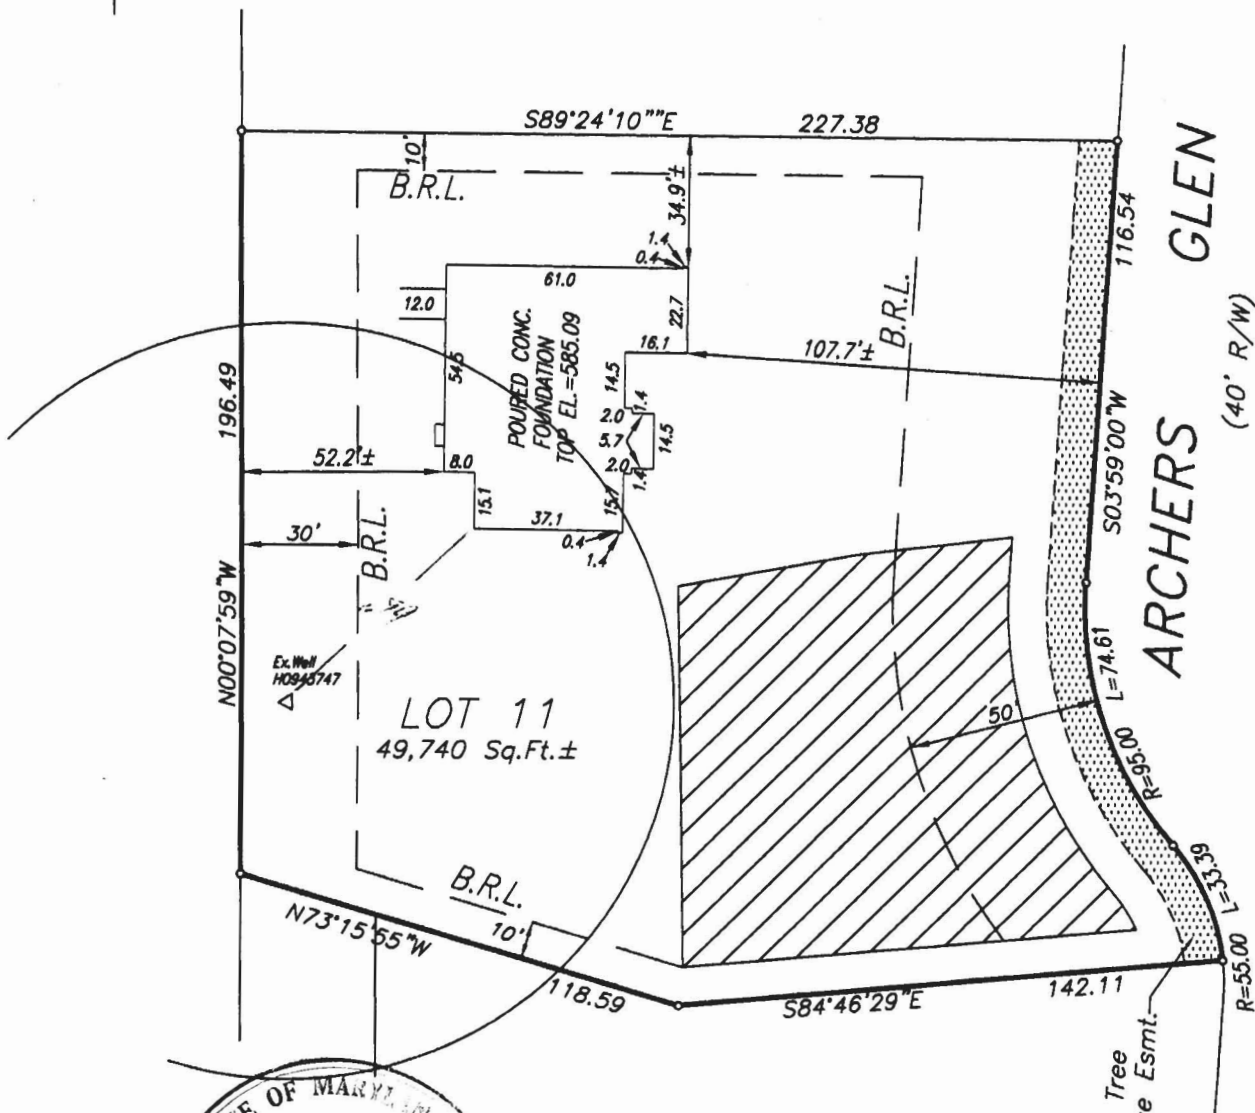 S89°24'10""E
227.38
10'
B.R.L.
34.9'±
1.4
0.4
61.0
12.0
22.7
POURED CONC.
FOUNDATION
TOP EL.=585.09
B.R.L.
116.54
GLEN
(40' R/W)
16.1
107.7'±
196.49
54.5
14.5
1.4
2.0
5.7
14.5
2.0
1.4
S03°59'00"W
ARCHERS
52.2'±
8.0
15.1
15.1
37.1
0.4
1.4
30'
B.R.L.
N00°07'59"W
Ex.Well
HO943747
LOT 11
49,740 Sq.Ft.±
L=74.61
50'
R=95.00
B.R.L.
10'
N73°15'55"W
118.59
L=33.39
R=55.00
S84°46'29"E
142.11
Tree
Esmt.
OF MARYLAND